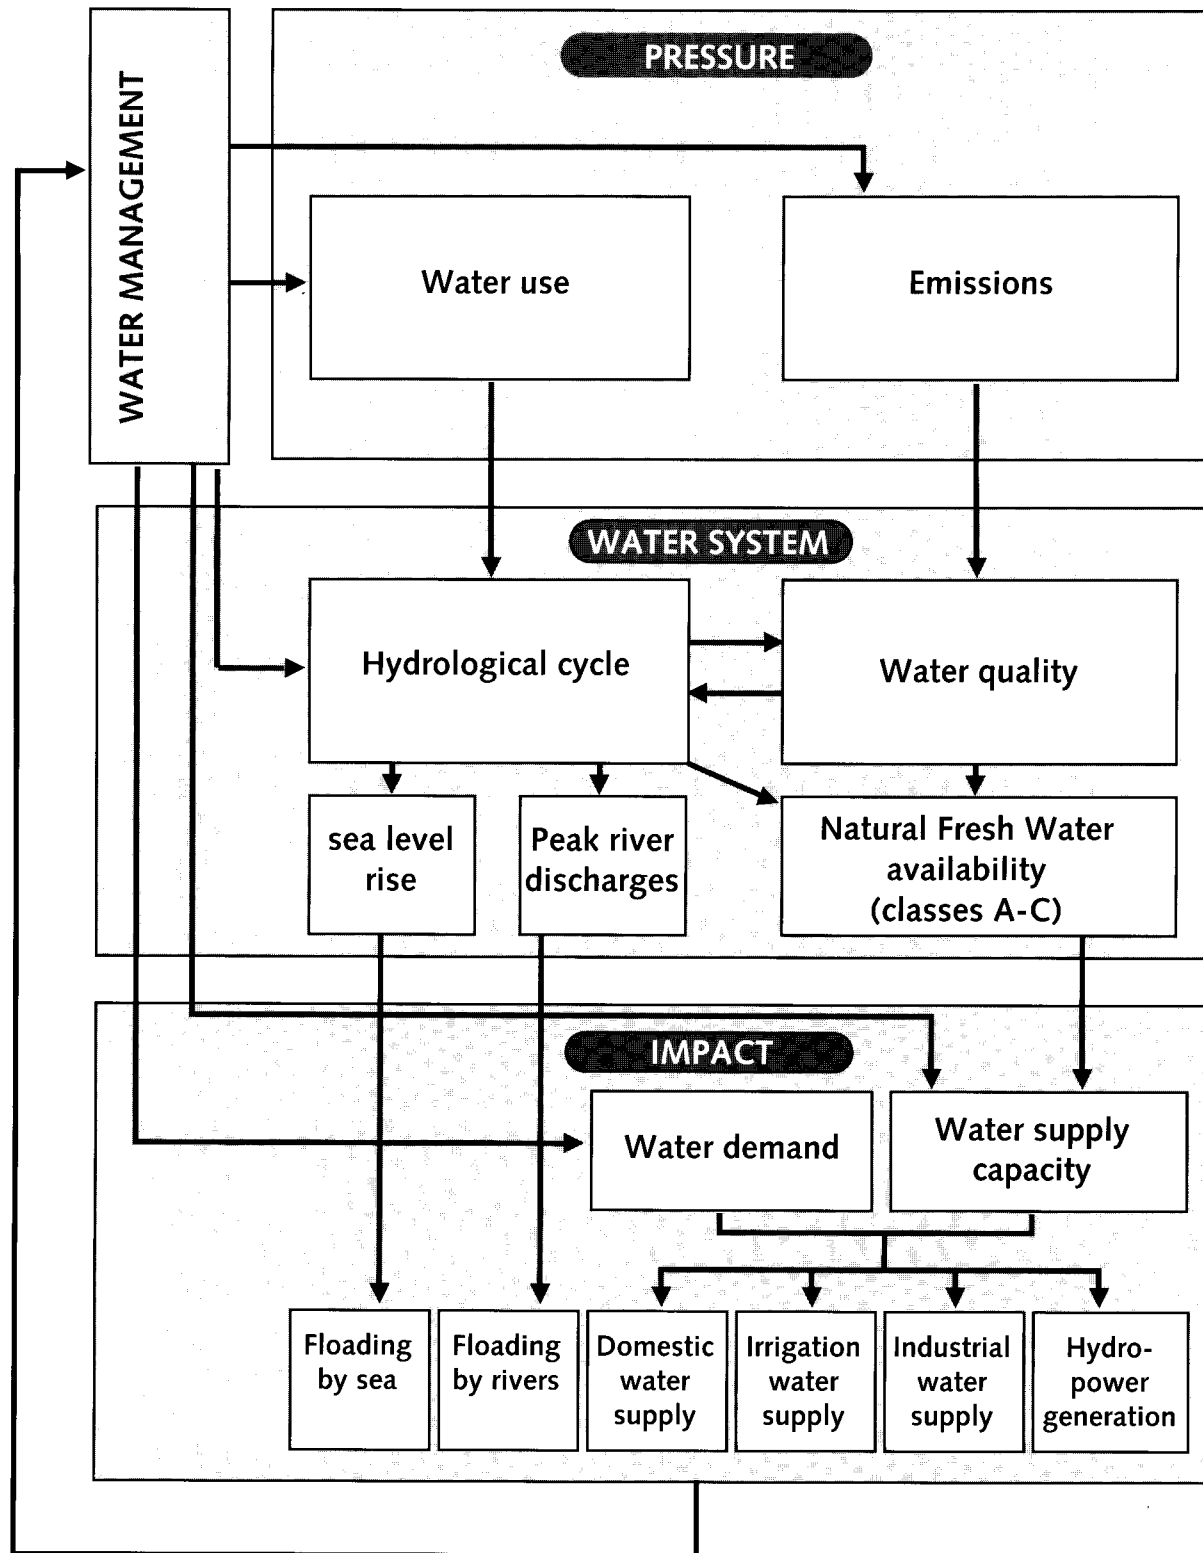 WATER MANAGEMENT
PRESSURE
Water use
Emissions
WATER SYSTEM
Hydrological cycle
Water quality
sea level
rise
Peak river
discharges
Natural Fresh Water
availability
(classes A-C)
IMPACT
Water demand
Water supply
capacity
Floading
by sea
Floading
by rivers
Domestic
water
supply
Irrigation
water
supply
Industrial
water
supply
Hydro-
power
generation